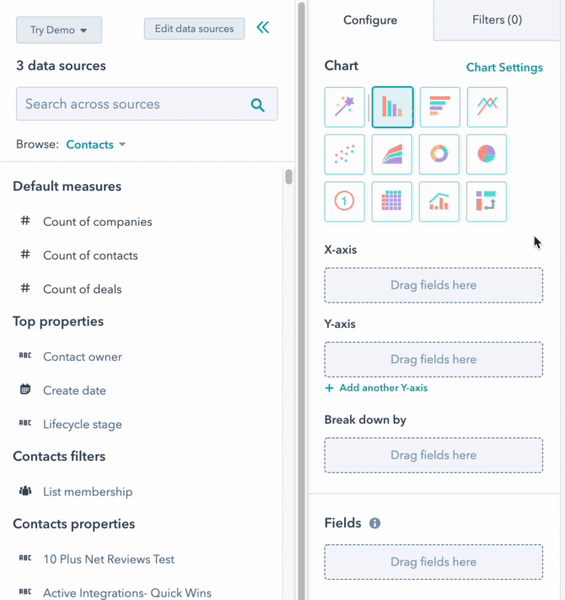 Try Demo
Edit data sources
3 data sources
Search across sources
Browse: Contacts
Default measures
# Count of companies
# Count of contacts
# Count of deals
Top properties
ABC Contact owner
Create date
ABC Lifecycle stage
Contacts filters
List membership
Contacts properties
ABC 10 Plus Net Reviews Test
ABC Active Integrations- Quick Wins
Configure
Filters (0)
Chart
Chart Settings
1
X-axis
Drag fields here
Y-axis
Drag fields here
+ Add another Y-axis
Break down by
Drag fields here
Fields i
Drag fields here